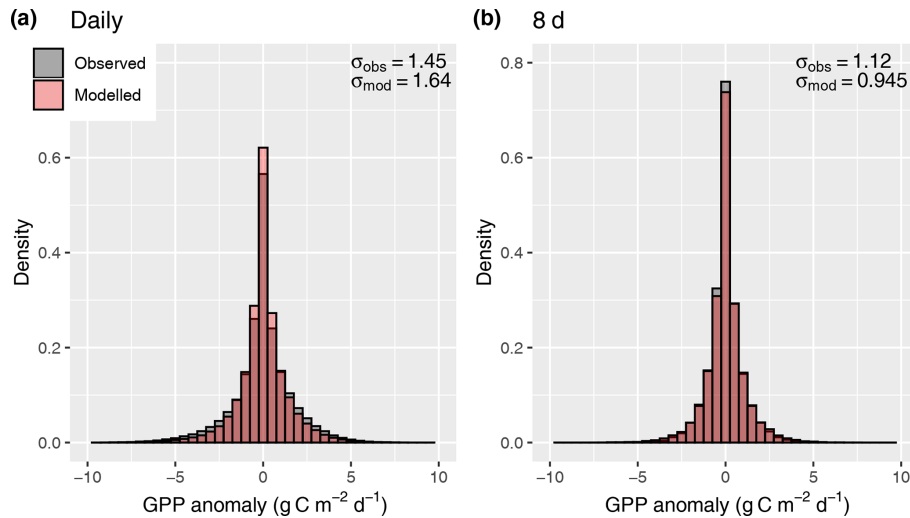 (a) Daily
Observed
Modelled
σobs = 1.45
σmod = 1.64
Density
0.6
0.4
0.2
0.0
−10 −5 0 5 10
GPP anomaly (g C m−2 d−1)
(b) 8 d
σobs = 1.12
σmod = 0.945
Density
0.8
0.6
0.4
0.2
0.0
−10 −5 0 5 10
GPP anomaly (g C m−2 d−1)